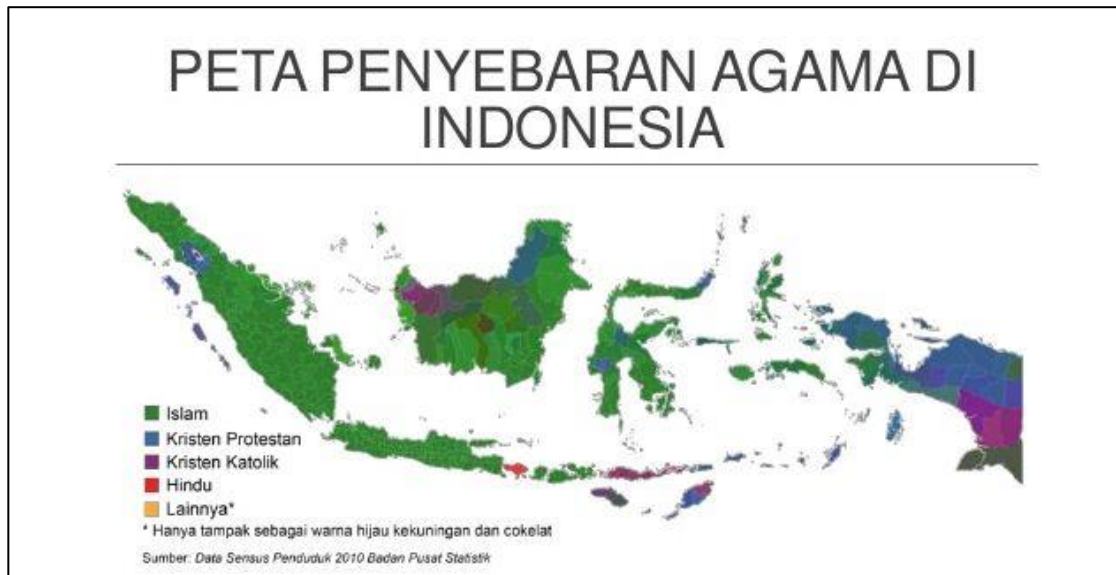 PETA PENYEBARAN AGAMA DI
INDONESIA
Islam
Kristen Protestan
Kristen Katolik
Hindu
Lainnya*
* Hanya tampak sebagai warna hijau kekuningan dan cokelat
Sumber: Data Sensus Penduduk 2010 Badan Pusat Statistik